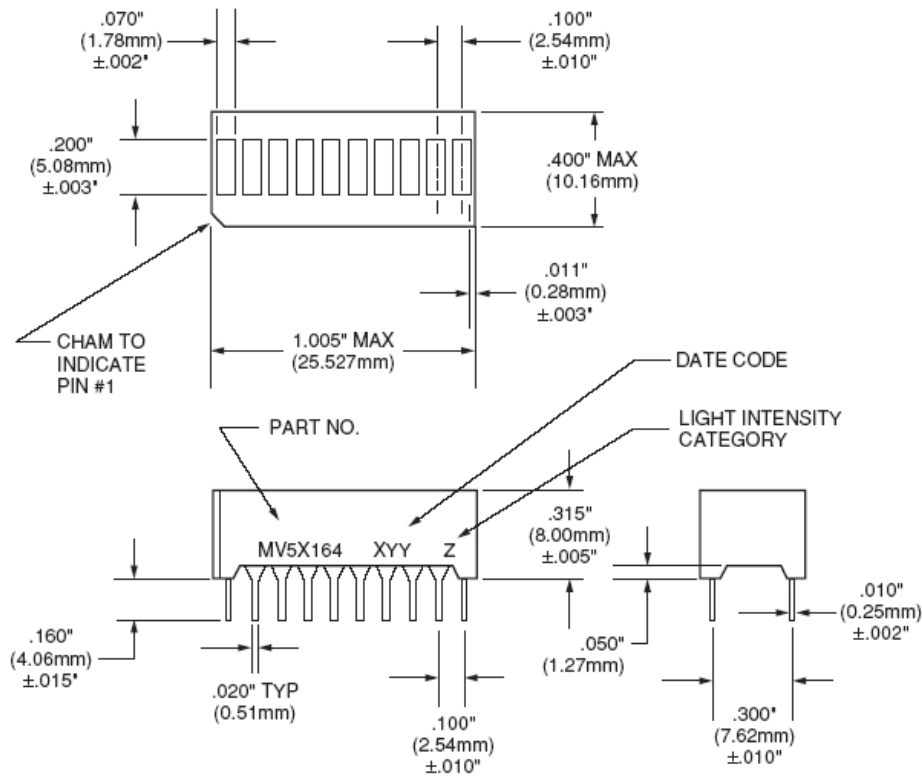 .070"
(1.78mm)
±.002"
.100"
(2.54mm)
±.010"
.200"
(5.08mm)
±.003"
.400" MAX
(10.16mm)
.011"
(0.28mm)
±.003"
CHAM TO
INDICATE
PIN #1
1.005" MAX
(25.527mm)
DATE CODE
PART NO.
LIGHT INTENSITY
CATEGORY
.315"
(8.00mm)
±.005"
MV5X164 XYY Z
.010"
(0.25mm)
±.002"
.160"
(4.06mm)
±.015"
.050"
(1.27mm)
.020" TYP
(0.51mm)
.100"
(2.54mm)
±.010"
.300"
(7.62mm)
±.010"